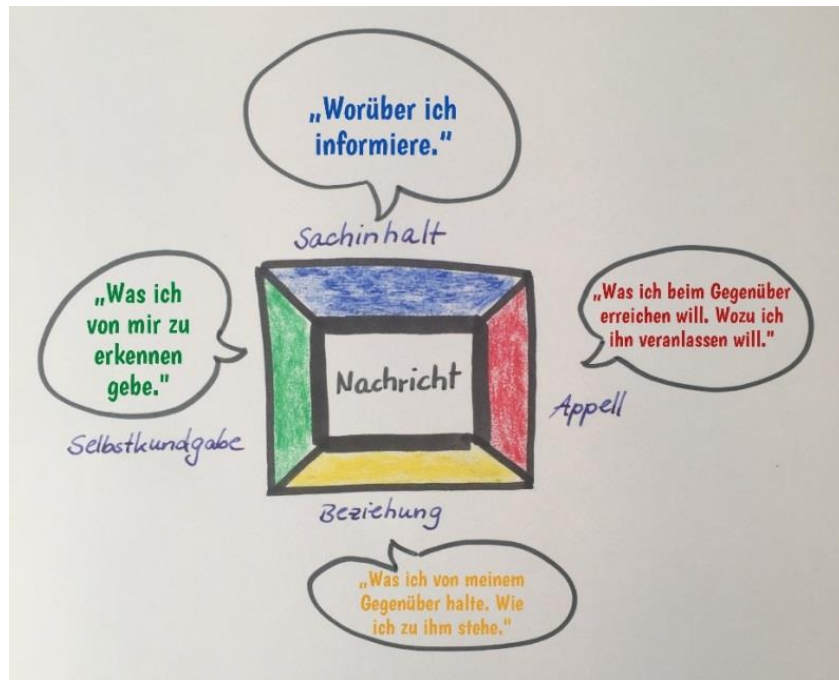 „Worüber ich
informiere."
Sachinhalt
„Was ich
von mir zu
erkennen
gebe."
Selbstkundgabe
Nachricht
„Was ich beim Gegenüber
erreichen will. Wozu ich
ihn veranlassen will."
Appell
Beziehung
„Was ich von meinem
Gegenüber halte. Wie
ich zu ihm stehe."